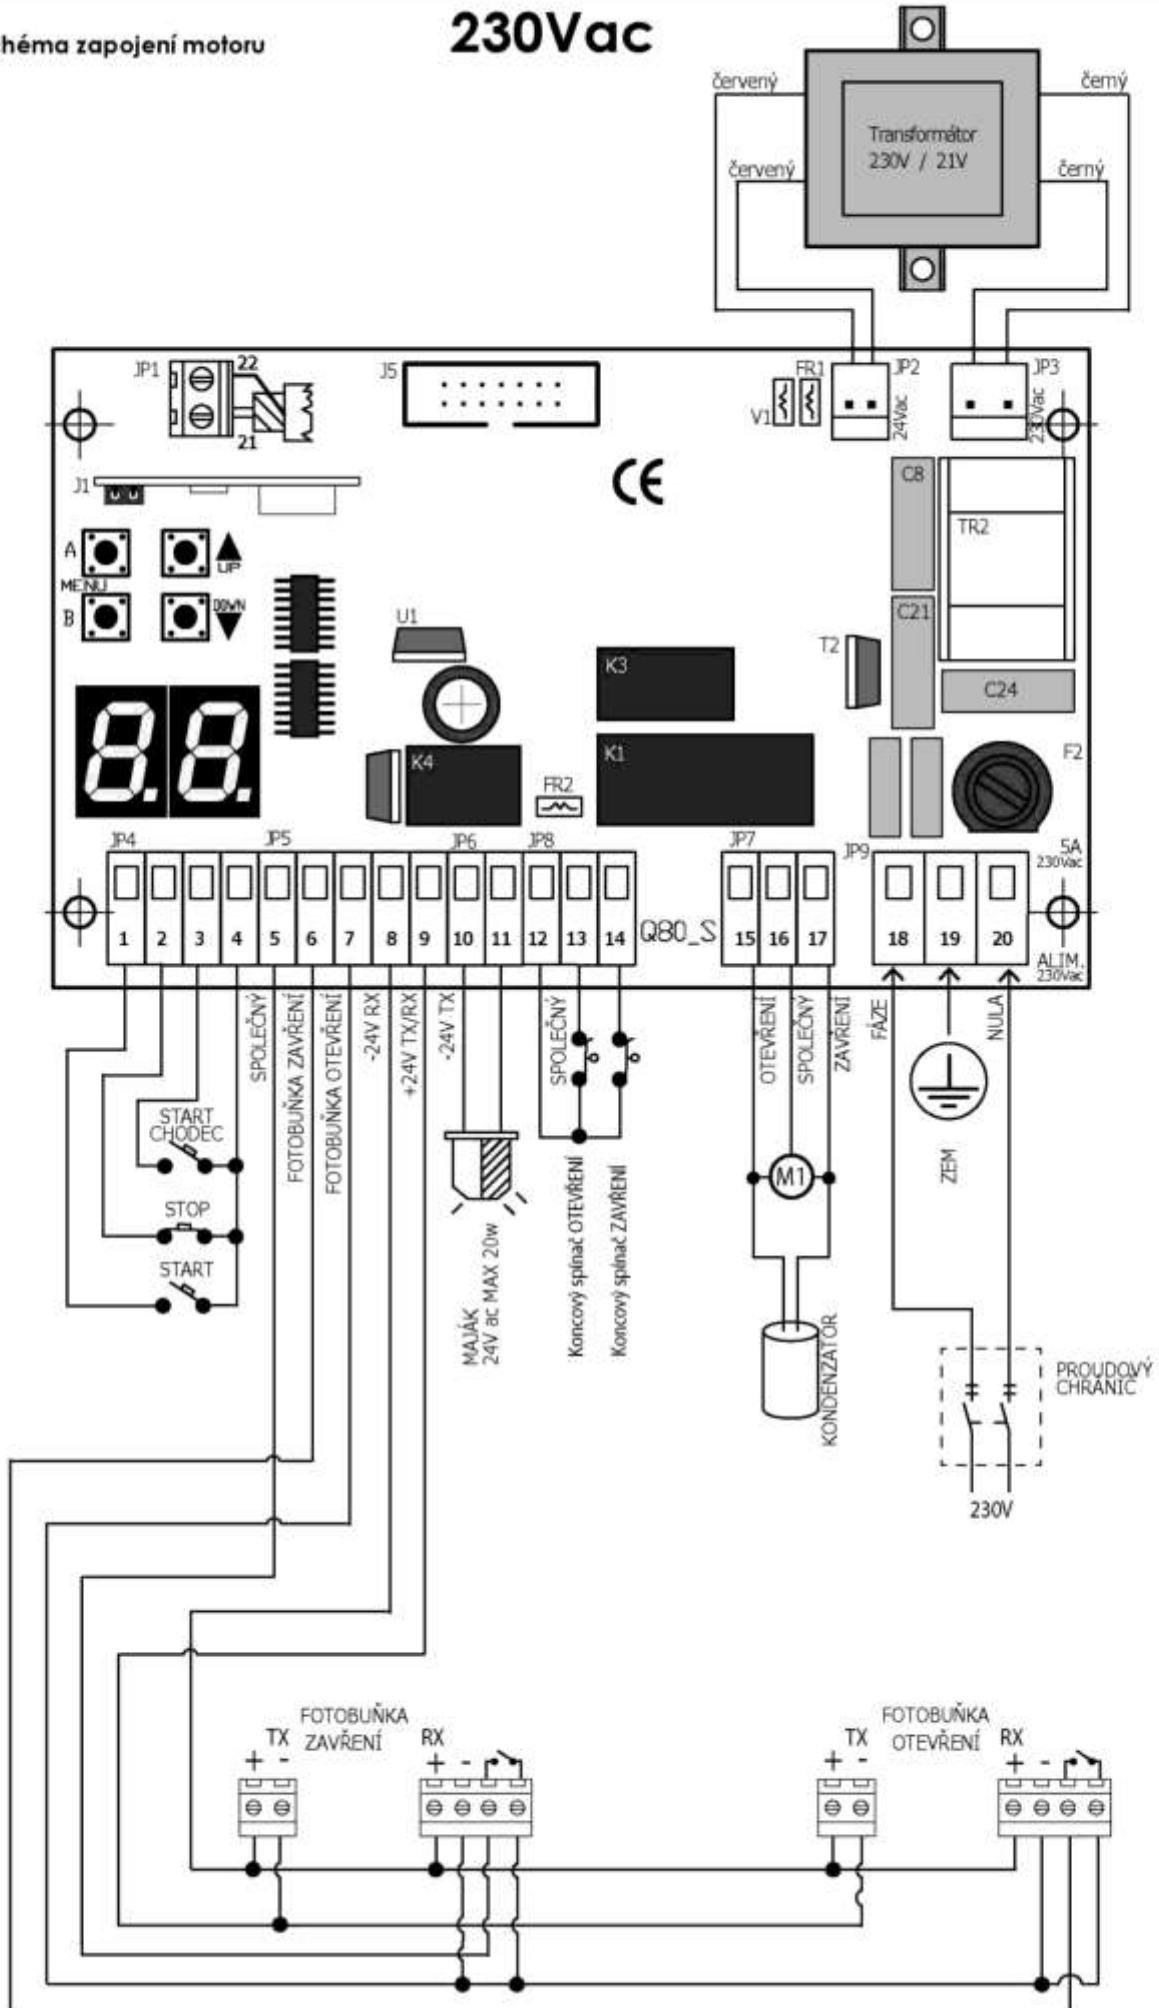 héma zapojení motoru
230Vac
červený
černý
Transformátor
230V / 21V
červený
černý
JP1
22
21
J5
FR1
V1
JP2
24Vac
JP3
230Vac
J1
CE
C8
TR2
A
UP
MENU
B
DOWN
U1
C21
T2
K3
C24
K4
K1
FR2
F2
JP4
JP5
JP6
JP8
JP7
JP9
5A
230Vac
1 2 3 4 5 6 7 8 9 10 11 12 13 14
Q80_S
15 16 17
18 19 20
ALIM.
230Vac
SPOLEČNÝ
FOTOBUŇKA ZAVŘENÍ
FOTOBUŇKA OTEVŘENÍ
-24V RX
+24V TX/RX
-24V TX
SPOLEČNÝ
OTEVŘENÍ
SPOLEČNÝ
ZAVŘENÍ
FÁZE
NULA
START
CHODEC
STOP
START
MAJÁK
24V ac MAX 20w
Koncový spínač OTEVŘENÍ
Koncový spínač ZAVŘENÍ
M1
ZEM
KONDENZÁTOR
PROUDOVÝ
CHRÁNIČ
230V
FOTOBUŇKA
ZAVŘENÍ
TX
+ -
RX
+ -
FOTOBUŇKA
OTEVŘENÍ
TX
+ -
RX
+ -